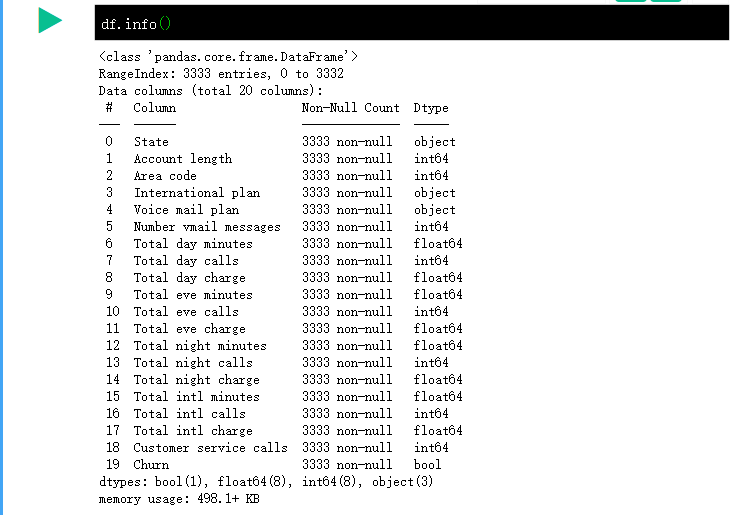 df.info()
<class 'pandas.core.frame.DataFrame'>
RangeIndex: 3333 entries, 0 to 3332
Data columns (total 20 columns):
 #   Column                  Non-Null Count  Dtype
---  ------                  --------------  -----
 0   State                   3333 non-null   object
 1   Account length          3333 non-null   int64
 2   Area code               3333 non-null   int64
 3   International plan      3333 non-null   object
 4   Voice mail plan         3333 non-null   object
 5   Number vmail messages   3333 non-null   int64
 6   Total day minutes       3333 non-null   float64
 7   Total day calls         3333 non-null   int64
 8   Total day charge        3333 non-null   float64
 9   Total eve minutes       3333 non-null   float64
 10  Total eve calls         3333 non-null   int64
 11  Total eve charge        3333 non-null   float64
 12  Total night minutes     3333 non-null   float64
 13  Total night calls       3333 non-null   int64
 14  Total night charge      3333 non-null   float64
 15  Total intl minutes      3333 non-null   float64
 16  Total intl calls        3333 non-null   int64
 17  Total intl charge       3333 non-null   float64
 18  Customer service calls  3333 non-null   int64
 19  Churn                   3333 non-null   bool
dtypes: bool(1), float64(8), int64(8), object(3)
memory usage: 498.1+ KB